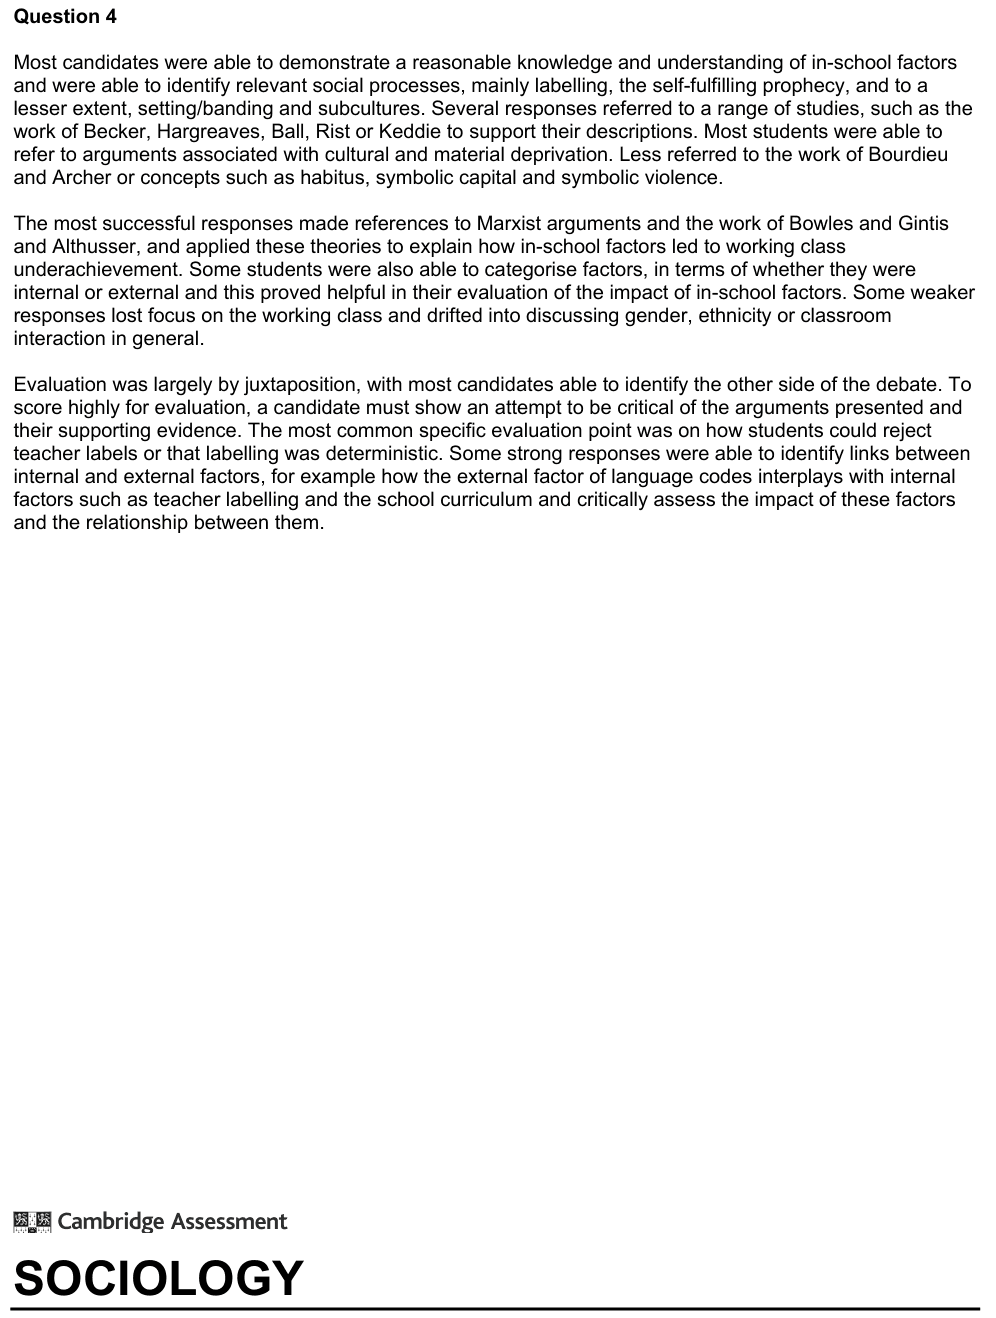 Question 4
Most candidates were able to demonstrate a reasonable knowledge and understanding of in-school factors
and were able to identify relevant social processes, mainly labelling, the self-fulfilling prophecy, and to a
lesser extent, setting/banding and subcultures. Several responses referred to a range of studies, such as the
work of Becker, Hargreaves, Ball, Rist or Keddie to support their descriptions. Most students were able to
refer to arguments associated with cultural and material deprivation. Less referred to the work of Bourdieu
and Archer or concepts such as habitus, symbolic capital and symbolic violence.
The most successful responses made references to Marxist arguments and the work of Bowles and Gintis
and Althusser, and applied these theories to explain how in-school factors led to working class
underachievement. Some students were also able to categorise factors, in terms of whether they were
internal or external and this proved helpful in their evaluation of the impact of in-school factors. Some weaker
responses lost focus on the working class and drifted into discussing gender, ethnicity or classroom
interaction in general.
Evaluation was largely by juxtaposition, with most candidates able to identify the other side of the debate. To
score highly for evaluation, a candidate must show an attempt to be critical of the arguments presented and
their supporting evidence. The most common specific evaluation point was on how students could reject
teacher labels or that labelling was deterministic. Some strong responses were able to identify links between
internal and external factors, for example how the external factor of language codes interplays with internal
factors such as teacher labelling and the school curriculum and critically assess the impact of these factors
and the relationship between them.
Cambridge Assessment
SOCIOLOGY